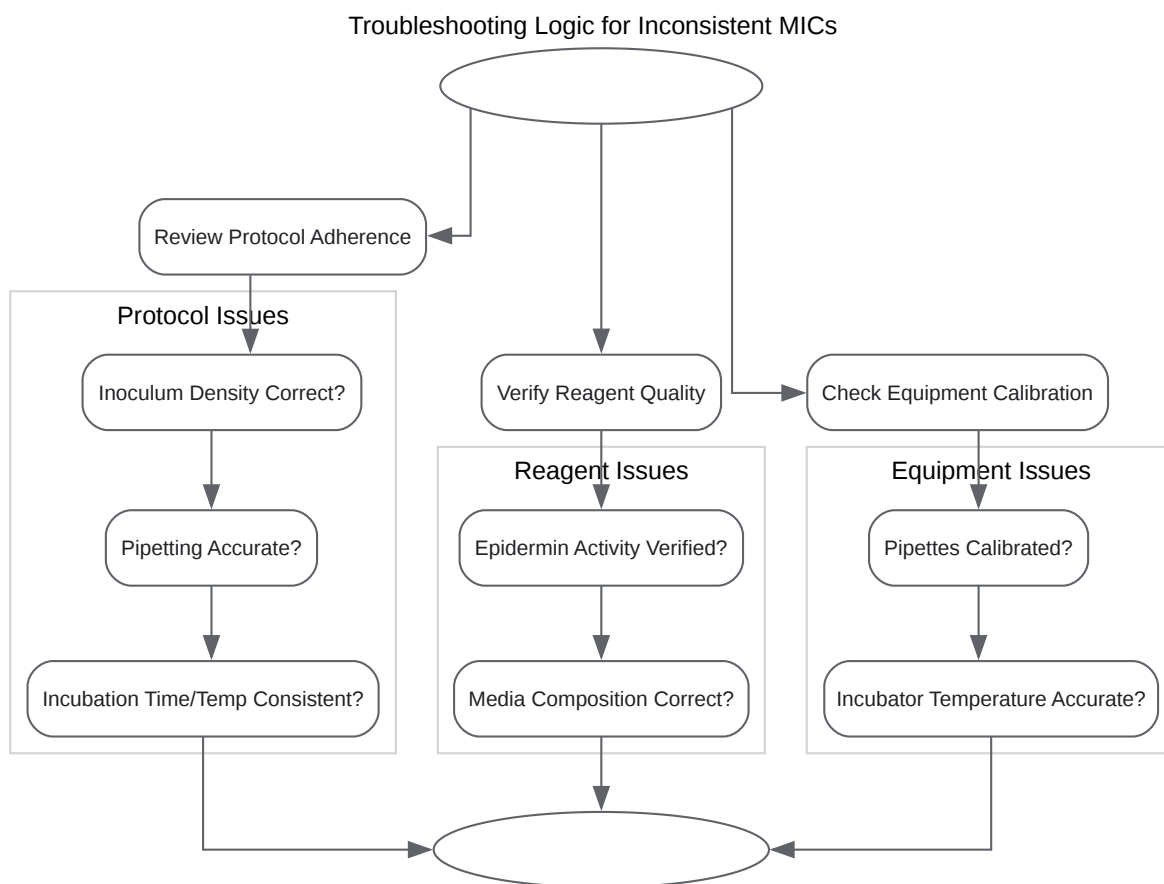 Troubleshooting Logic for Inconsistent MICs
Review Protocol Adherence
Protocol Issues
Inoculum Density Correct?
Verify Reagent Quality
Check Equipment Calibration
Reagent Issues
Equipment Issues
Pipetting Accurate?
Epidermin Activity Verified?
Pipettes Calibrated?
Incubation Time/Temp Consistent?
Media Composition Correct?
Incubator Temperature Accurate?